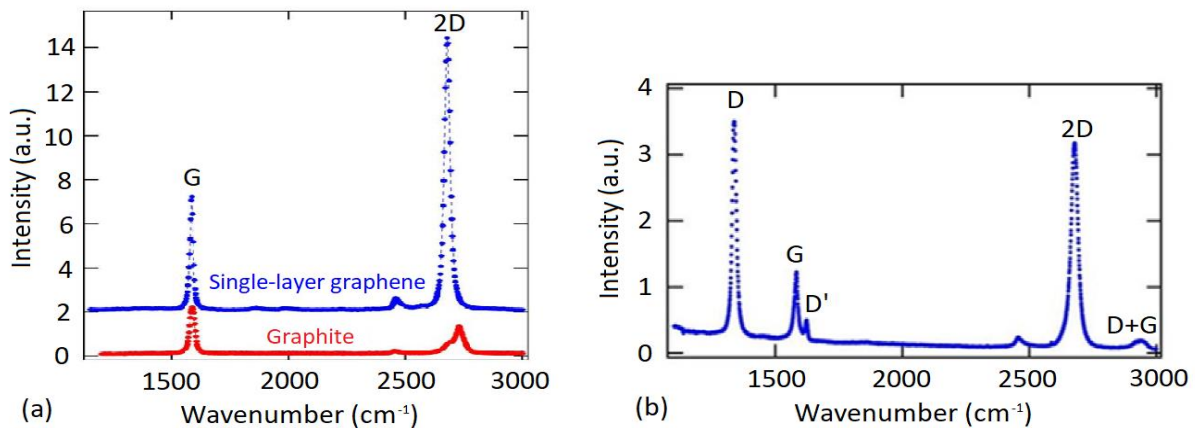 2D
14
12
10
8
6
4
2
0
G
Single-layer graphene
Graphite
Intensity (a.u.)
1500 2000 2500 3000
(a)
Wavenumber (cm-1)
4
3
2
1
0
D
G
D'
2D
D+G
Intensity (a.u.)
1500 2000 2500 3000
(b)
Wavenumber (cm-1)